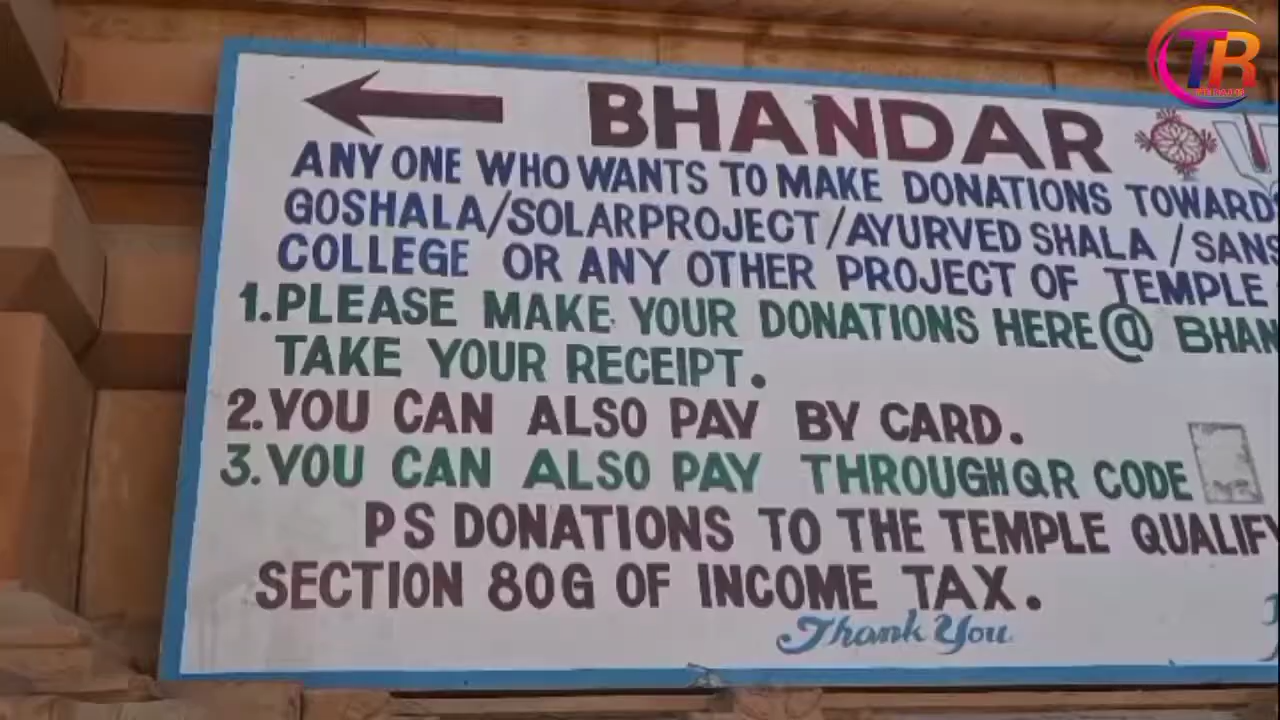 BHANDAR
ANY ONE WHO WANTS TO MAKE DONATIONS TOWARDS
GOSHALA/SOLARPROJECT/AYURVED SHALA/SANS
COLLEGE OR ANY OTHER PROJECT OF TEMPLE
1.PLEASE MAKE YOUR DONATIONS HERE@ BHAN
TAKE YOUR RECEIPT.
2.YOU CAN ALSO PAY BY CARD.
3.YOU CAN ALSO PAY THROUGH QR CODE
PS DONATIONS TO THE TEMPLE QUALIFY
SECTION 80G OF INCOME TAX.
Thank You
TR